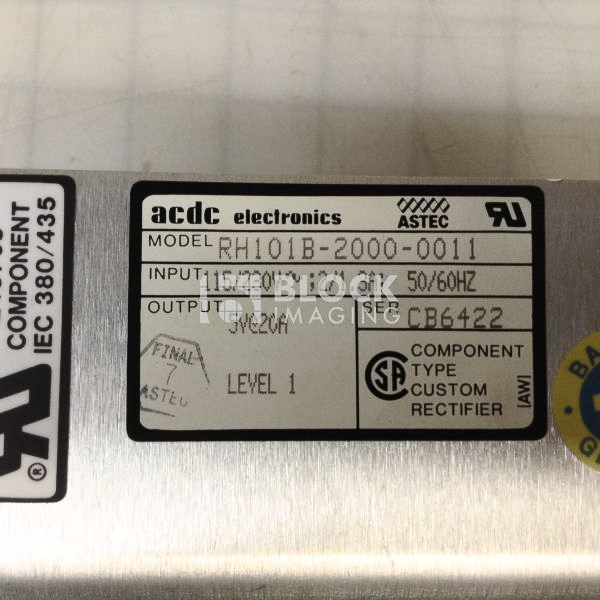 COMPONENT
IEC 380/435
®
acdc electronics
ASTEC
MODEL RH101B-2000-0011
INPUT 50/60HZ
OUTPUT
SER CB6422
BLOCK
IMAGING
FINAL
7
ASTEC
LEVEL 1
COMPONENT
TYPE
CUSTOM
RECTIFIER
[AW]
BA